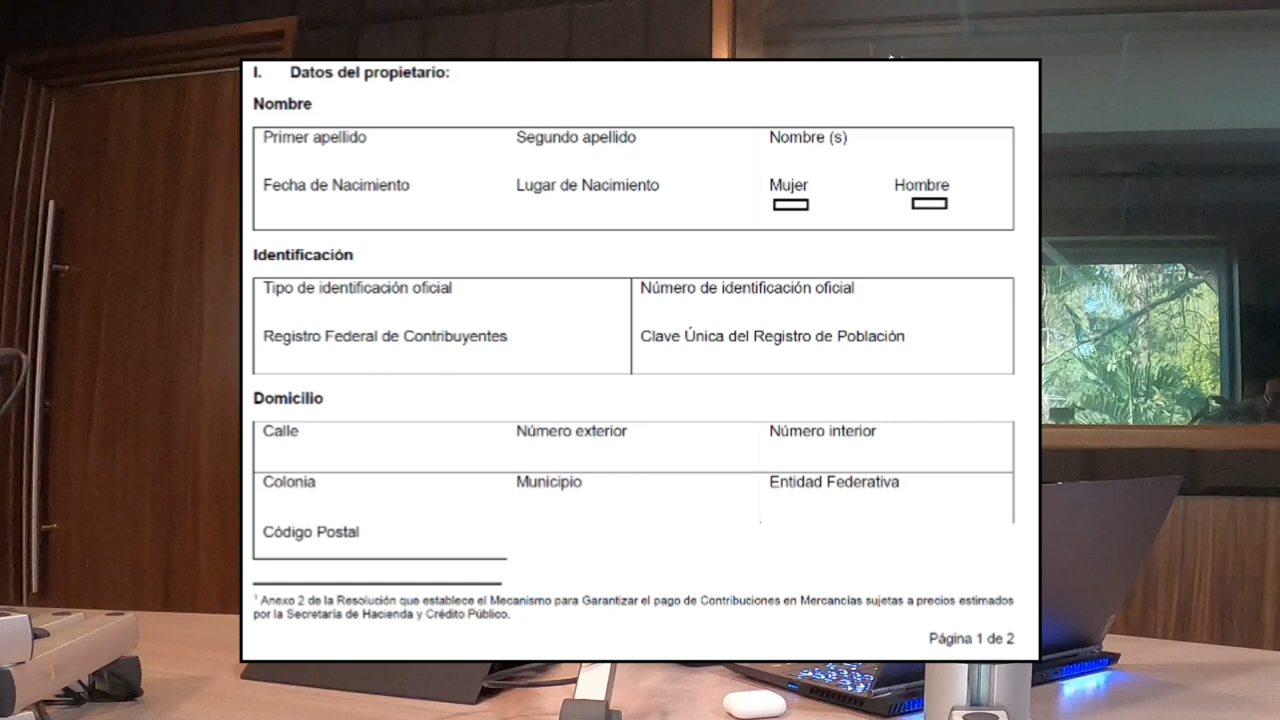 I. Datos del propietario:
Nombre
Primer apellido Segundo apellido Nombre (s)
Fecha de Nacimiento Lugar de Nacimiento Mujer Hombre
Identificación
Tipo de identificación oficial Número de identificación oficial
Registro Federal de Contribuyentes Clave Única del Registro de Población
Domicilio
Calle Número exterior Número interior
Colonia Municipio Entidad Federativa
Código Postal
¹ Anexo 2 de la Resolución que establece el Mecanismo para Garantizar el pago de Contribuciones en Mercancías sujetas a precios estimados
por la Secretaría de Hacienda y Crédito Público.
Página 1 de 2